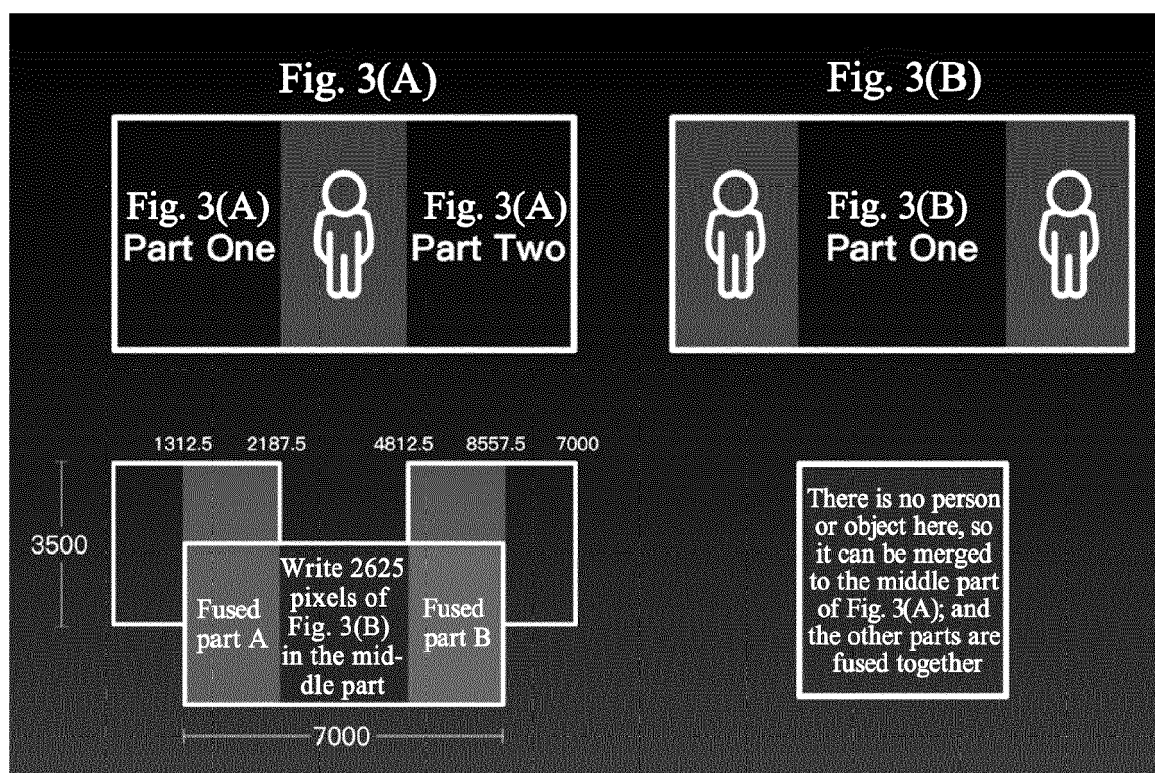 Fig. 3(A)
Fig. 3(B)
Fig. 3(A)
Part One
Fig. 3(A)
Part Two
Fig. 3(B)
Part One
1312.5
2187.5
4812.5
8557.5
7000
3500
Fused
part A
Write 2625
pixels of
Fig. 3(B)
in the mid-
dle part
Fused
part B
7000
There is no person
or object here, so
it can be merged
to the middle part
of Fig. 3(A); and
the other parts are
fused together